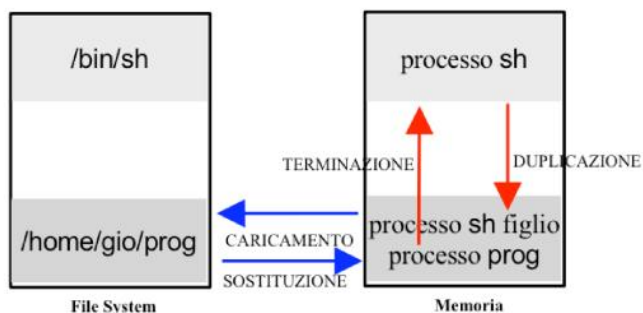 /bin/sh
processo sh
TERMINAZIONE
DUPLICAZIONE
/home/gio/prog
CARICAMENTO
SOSTITUZIONE
processo sh figlio
processo prog
File System
Memoria